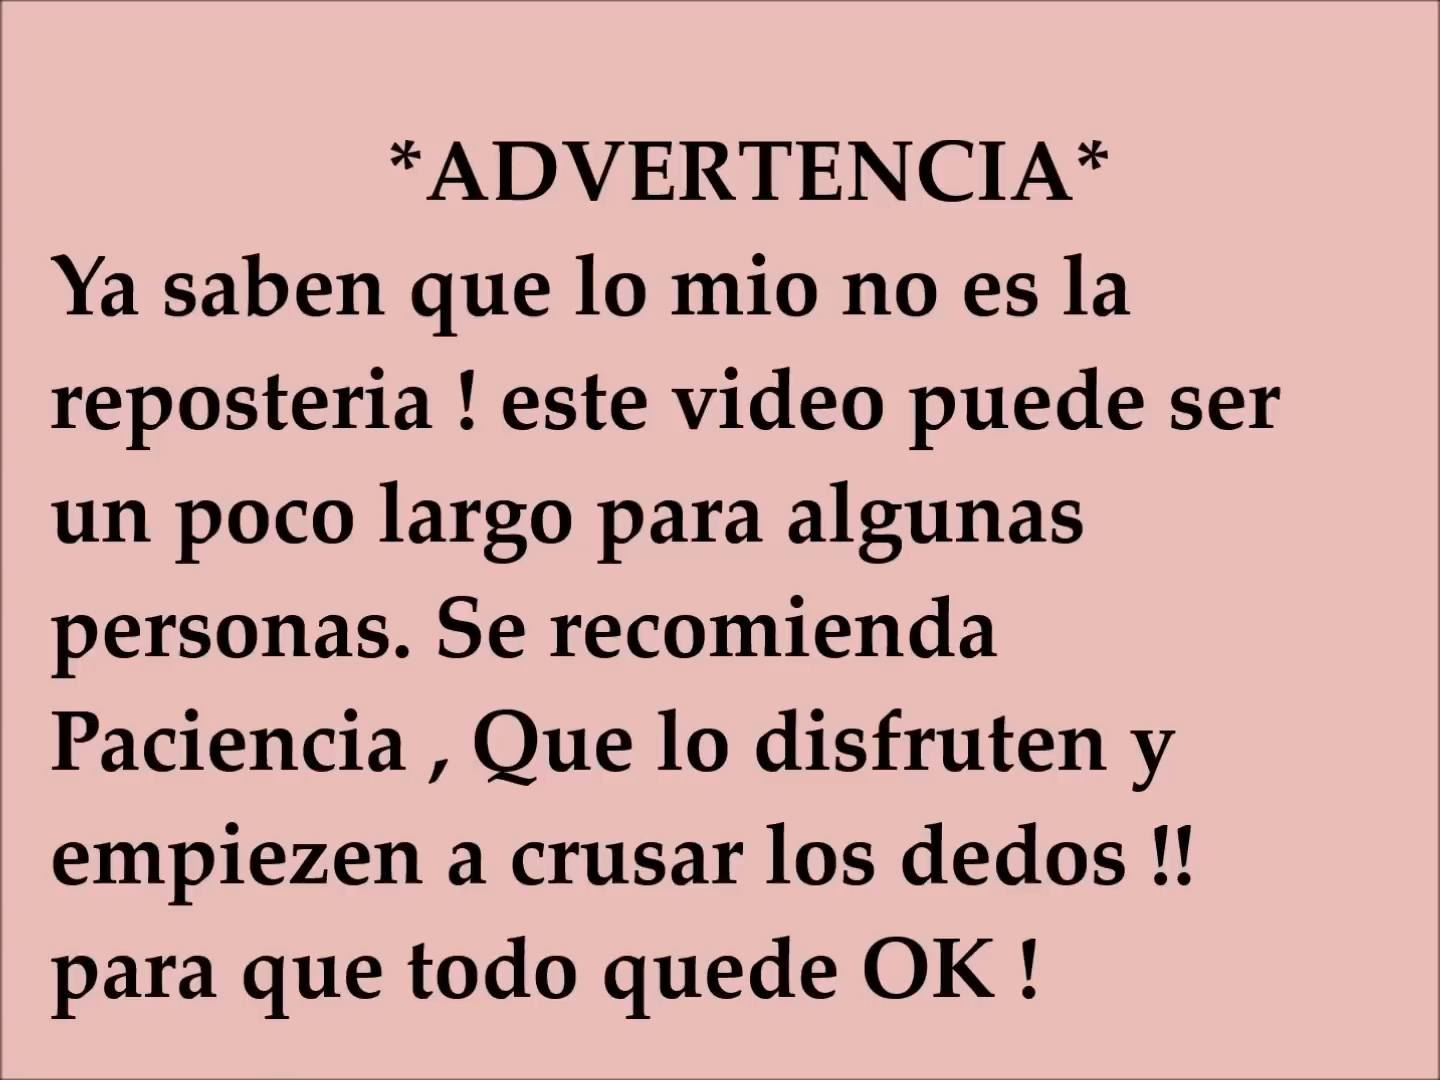 *ADVERTENCIA*
Ya saben que lo mio no es la
reposteria ! este video puede ser
un poco largo para algunas
personas. Se recomienda
Paciencia , Que lo disfruten y
empiezen a crusar los dedos !!
para que todo quede OK !